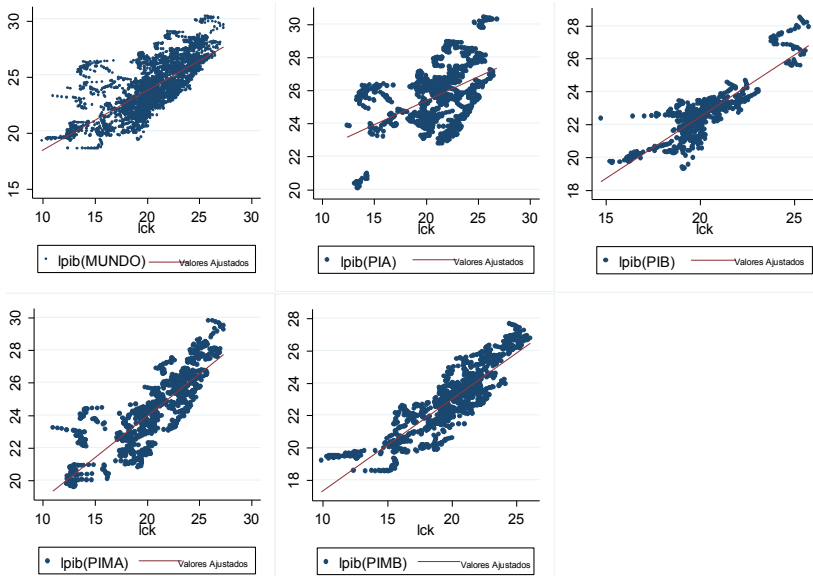 30
25
20
15
10 15 20 25 30
lck
lpib(MUNDO) Valores Ajustados
30
28
26
24
22
20
10 15 20 25 30
lck
lpib(PIA) Valores Ajustados
28
26
24
22
20
18
15 20 25
lck
lpib(PIB) Valores Ajustados
30
28
26
24
22
20
10 15 20 25 30
lck
lpib(PIMA) Valores Ajustados
28
26
24
22
20
18
10 15 20 25
lck
lpib(PIMB) Valores Ajustados